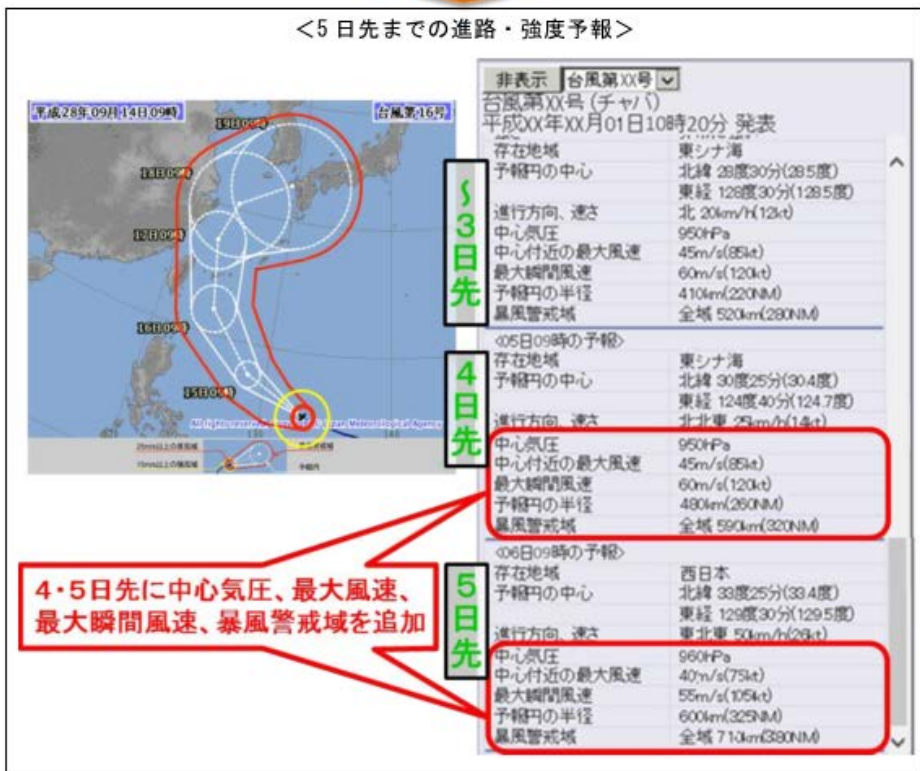 ＜5日先までの進路・強度予報＞
平成28年09月14日09時
台風第16号
19日09時
18日09時
17日09時
16日09時
15日09時
130
140
25m/s以上の暴風域
15m/s以上の強風域
予報円
非表示 台風第XX号
台風第XX号 (チャバ)
平成XX年XX月01日10時20分 発表
～3日先
存在地域 東シナ海
予報円の中心 北緯 28度30分(28.5度)
東経 128度30分(128.5度)
進行方向、速さ 北 20km/h(12kt)
中心気圧 950hPa
中心付近の最大風速 45m/s(85kt)
最大瞬間風速 60m/s(120kt)
予報円の半径 410km(220NM)
暴風警戒域 全域 520km(280NM)
4日先
<05日09時の予報>
存在地域 東シナ海
予報円の中心 北緯 30度25分(30.4度)
東経 124度40分(124.7度)
進行方向、速さ 北北東 25km/h(14kt)
中心気圧 950hPa
中心付近の最大風速 45m/s(85kt)
最大瞬間風速 60m/s(120kt)
予報円の半径 480km(260NM)
暴風警戒域 全域 590km(320NM)
5日先
<06日09時の予報>
存在地域 西日本
予報円の中心 北緯 33度25分(33.4度)
東経 129度30分(129.5度)
進行方向、速さ 東北東 50km/h(26kt)
中心気圧 960hPa
中心付近の最大風速 40m/s(75kt)
最大瞬間風速 55m/s(105kt)
予報円の半径 600km(325NM)
暴風警戒域 全域 710km(380NM)
4・5日先に中心気圧、最大風速、
最大瞬間風速、暴風警戒域を追加